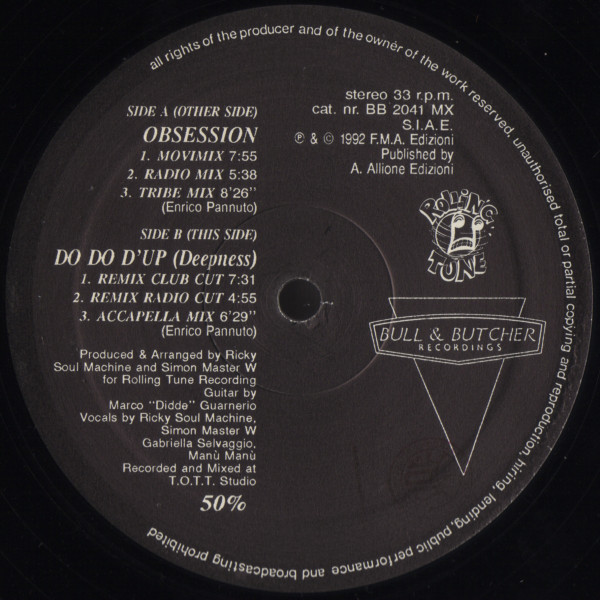 all rights of the producer and of the ownér of the work reserved. unauthorised total or partial copying and reproduction, hiring, lending, public performance and broadcasting prohibited
SIDE A (OTHER SIDE)
OBSESSION
1. MOVIMIX 7:55
2. RADIO MIX 5:38
3. TRIBE MIX 8'26"
(Enrico Pannuto)
SIDE B (THIS SIDE)
DO DO D'UP (Deepness)
1. REMIX CLUB CUT 7:31
2. REMIX RADIO CUT 4:55
3. ACCAPELLA MIX 6'29"
(Enrico Pannuto)
Produced & Arranged by Ricky
Soul Machine and Simon Master W
for Rolling Tune Recording
Guitar by
Marco "Didde" Guarnerio
Vocals by Ricky Soul Machine,
Simon Master W
Gabriella Selvaggio,
Manù Manù
Recorded and Mixed at
T.O.T.T. Studio
50%
stereo 33 r.p.m.
cat. nr. BB 2041 MX
S.I.A.E.
℗ & © 1992 F.M.A. Edizioni
Published by
A. Allione Edizioni
ROLLING
TUNE
BULL & BUTCHER
RECORDINGS